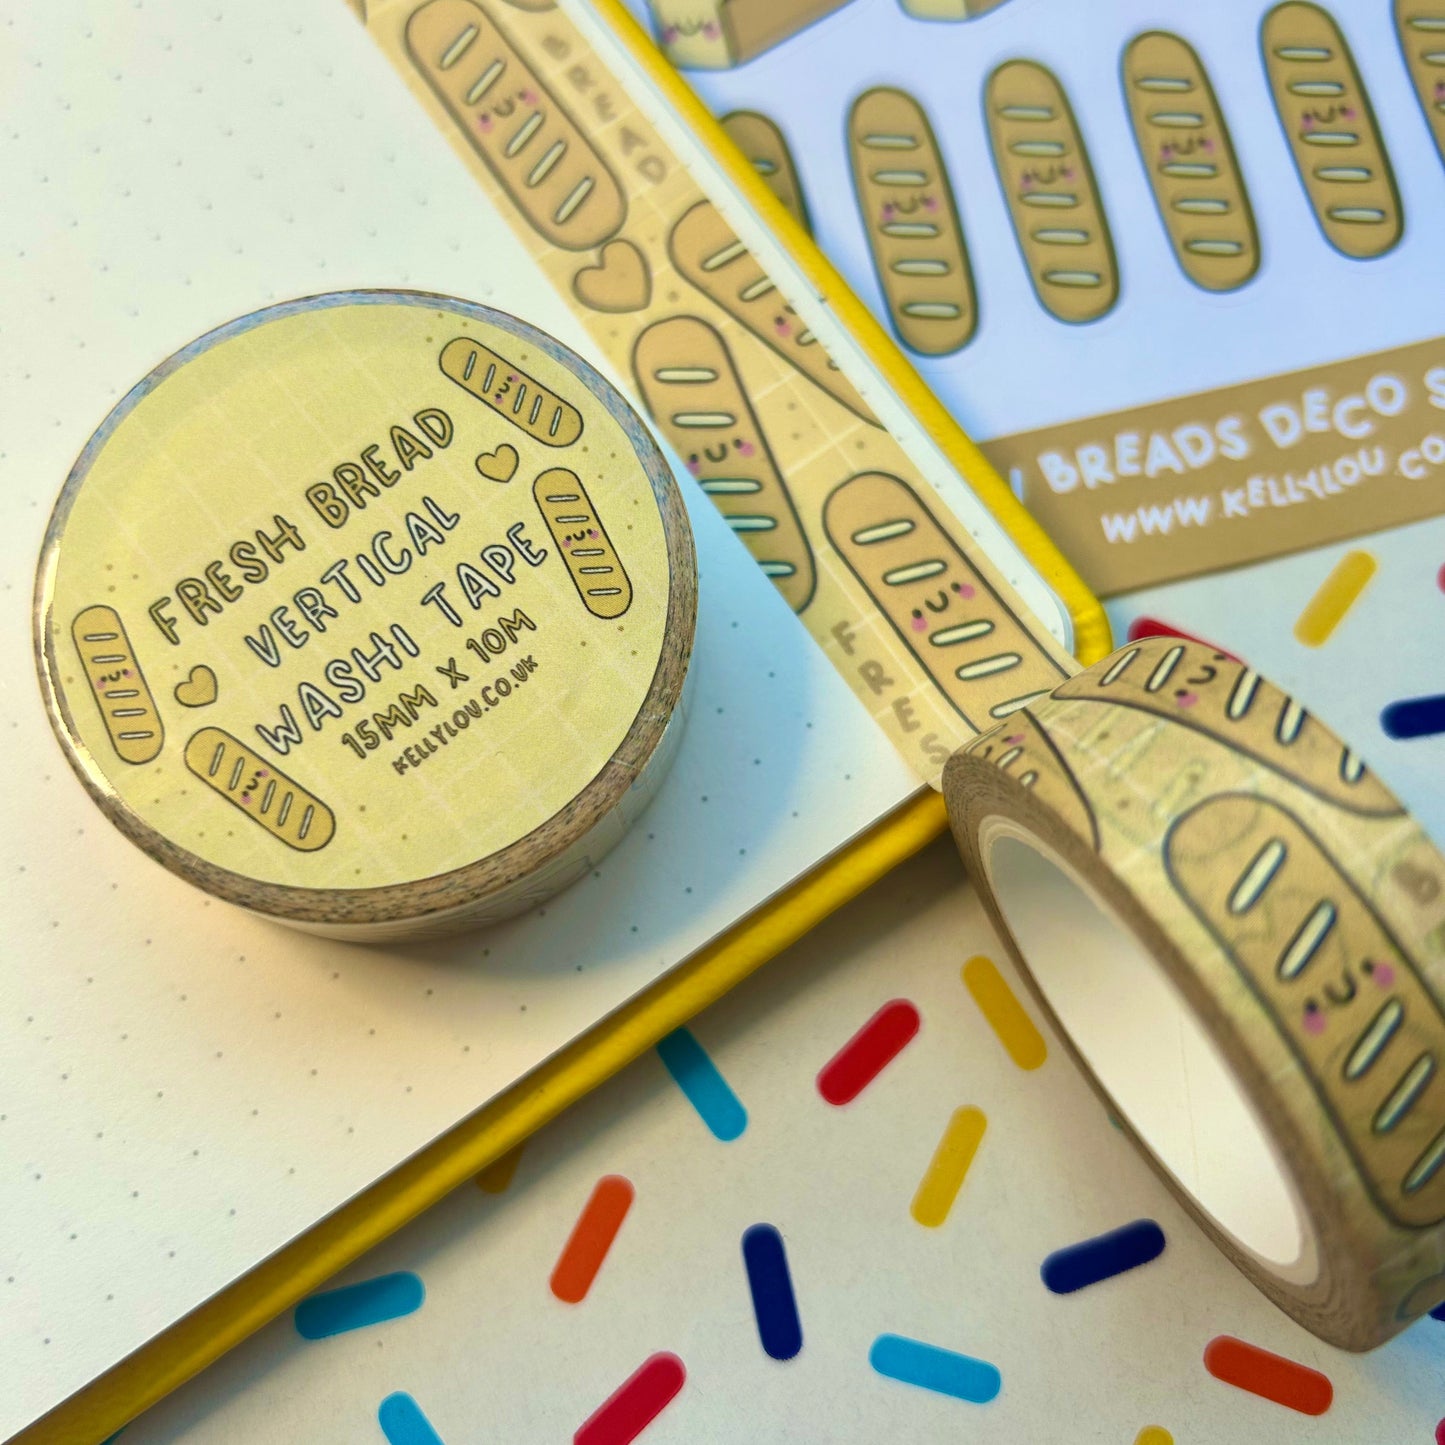 BREAD
FRESH BREAD
VERTICAL
WASHI TAPE
15MM X 10M
KELLYLOU.CO.UK
BREADS DECO
WWW.KELLYLOU.CO
FRES
B